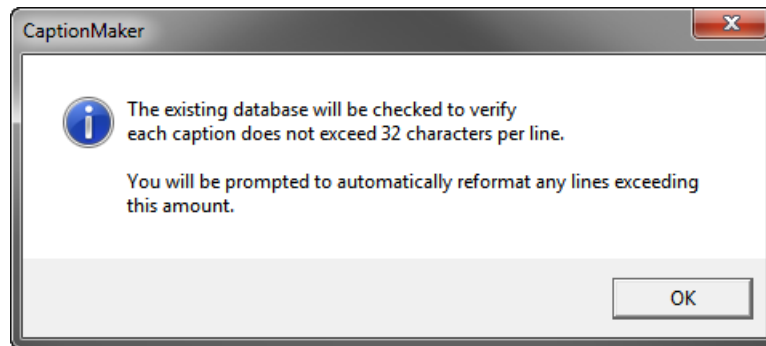 CaptionMaker
The existing database will be checked to verify
each caption does not exceed 32 characters per line.
You will be prompted to automatically reformat any lines exceeding
this amount.
OK